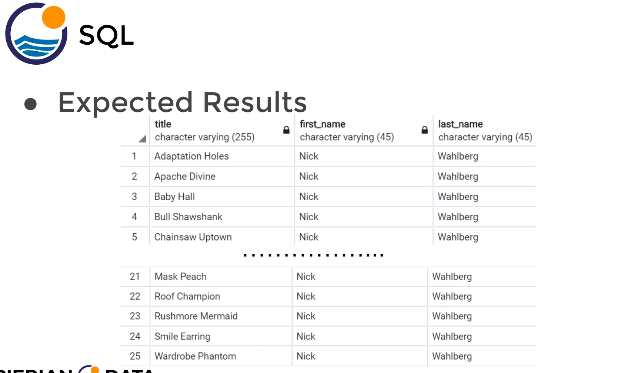 SQL
● Expected Results
title first_name last_name
character varying (255) character varying (45) character varying (45)
1 Adaptation Holes Nick Wahlberg
2 Apache Divine Nick Wahlberg
3 Baby Hall Nick Wahlberg
4 Bull Shawshank Nick Wahlberg
5 Chainsaw Uptown Nick Wahlberg
..................
21 Mask Peach Nick Wahlberg
22 Roof Champion Nick Wahlberg
23 Rushmore Mermaid Nick Wahlberg
24 Smile Earring Nick Wahlberg
25 Wardrobe Phantom Nick Wahlberg
DATA